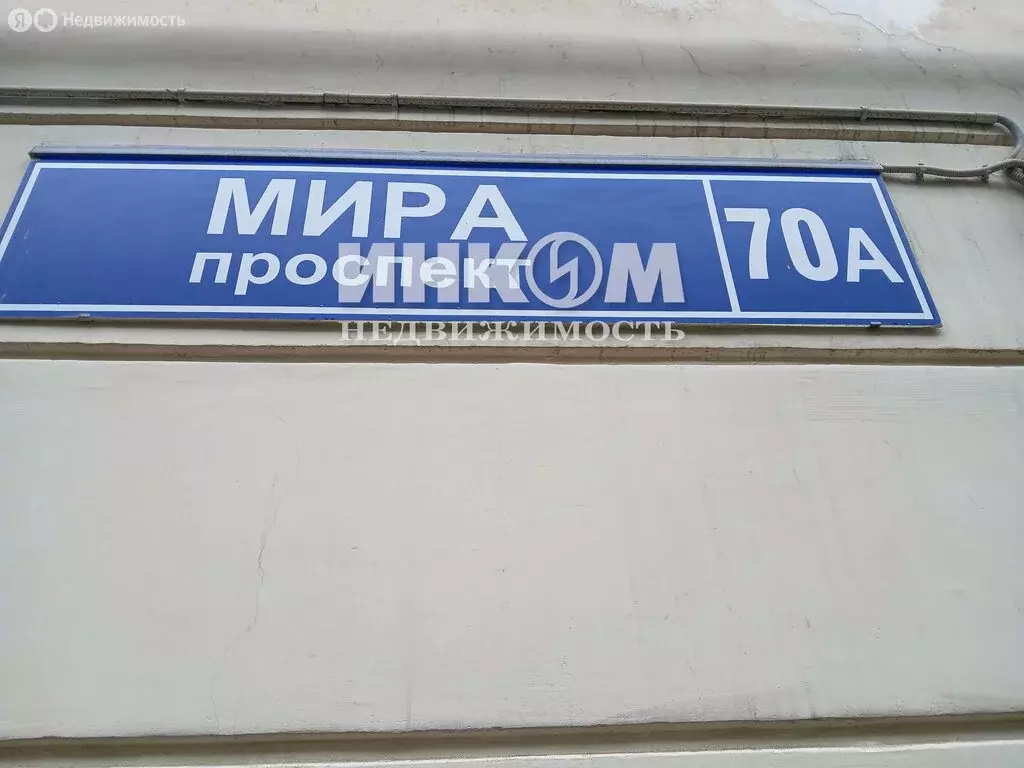 Я Недвижимость
МИРА
проспект
70А
ИНКОМ
НЕДВИЖИМОСТЬ